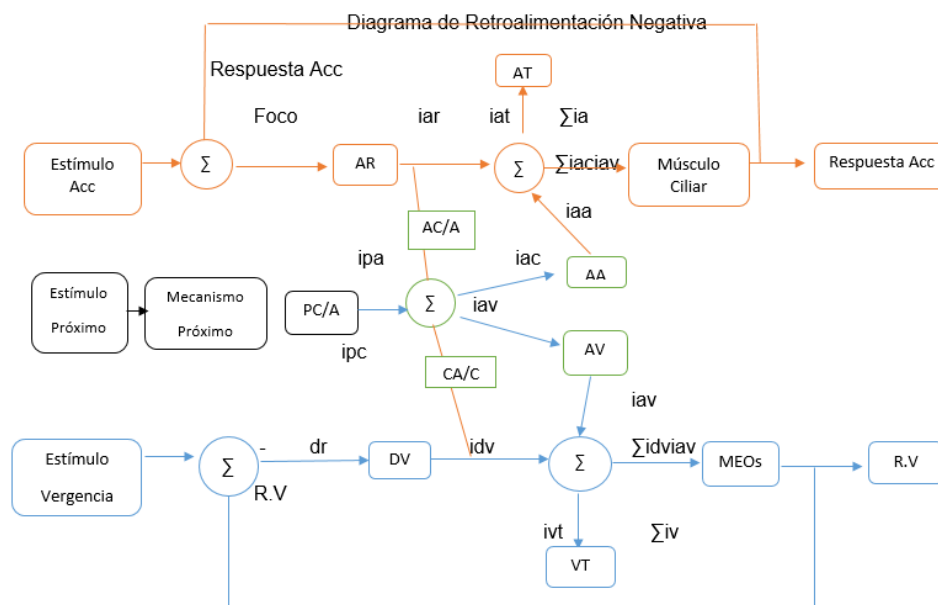 Diagrama de Retroalimentación Negativa
Respuesta Acc
AT
Foco
iar
iat
∑ia
Estímulo
Acc
∑
AR
∑
∑iaciav
Músculo
Ciliar
Respuesta Acc
iaa
AC/A
ipa
iac
AA
Estímulo
Próximo
Mecanismo
Próximo
PC/A
∑
iav
ipc
AV
CA/C
iav
Estímulo
Vergencia
∑
-
dr
DV
idv
∑
∑idviav
MEOs
R.V
R.V
ivt
∑iv
VT